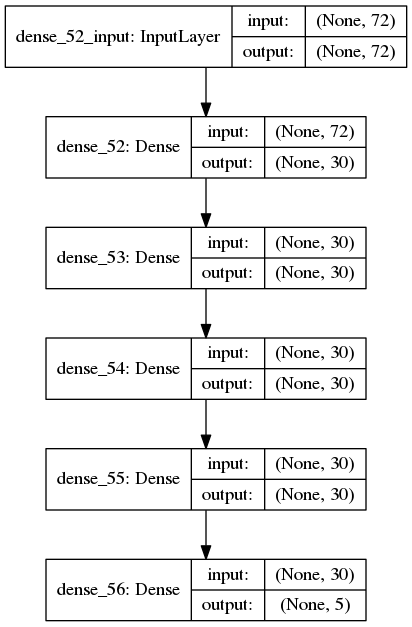 dense_52_input: InputLayer
input: (None, 72)
output: (None, 72)
dense_52: Dense
input: (None, 72)
output: (None, 30)
dense_53: Dense
input: (None, 30)
output: (None, 30)
dense_54: Dense
input: (None, 30)
output: (None, 30)
dense_55: Dense
input: (None, 30)
output: (None, 30)
dense_56: Dense
input: (None, 30)
output: (None, 5)